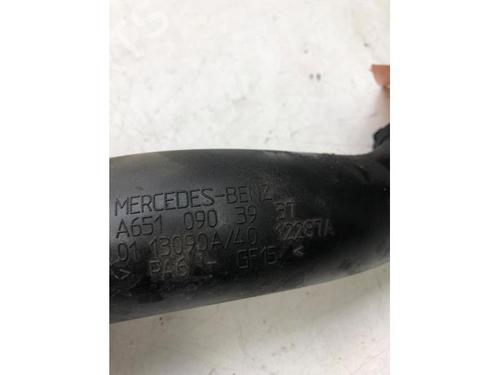 MERCEDES-BENZ
A651 090 39 37
01 13090A/40 12287A
> PA6 - GF15 <